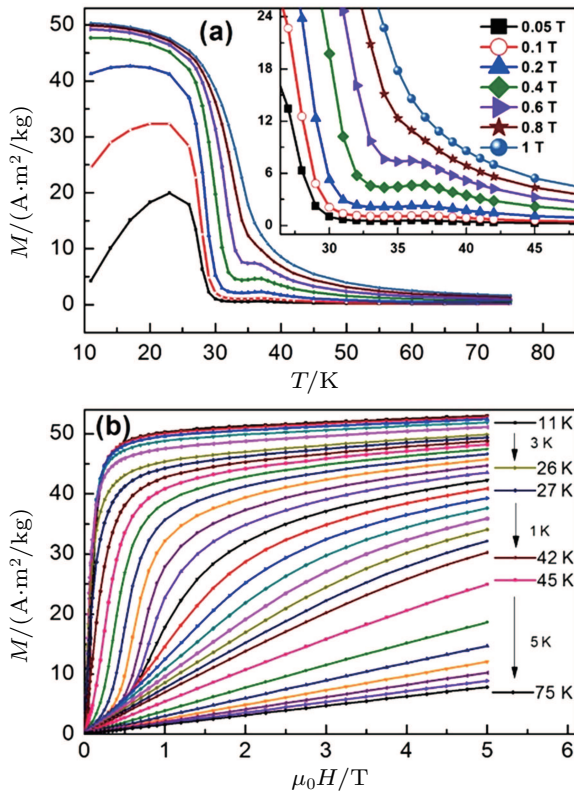 (a)
0.05 T
0.1 T
0.2 T
0.4 T
0.6 T
0.8 T
1 T
24
18
12
6
0
30
35
40
45
M/(A·m²/kg)
50
40
30
20
10
0
10
20
30
40
50
60
70
80
T/K
(b)
M/(A·m²/kg)
50
40
30
20
10
0
11 K
3 K
26 K
27 K
1 K
42 K
45 K
5 K
75 K
0
1
2
3
4
5
6
μ₀H/T